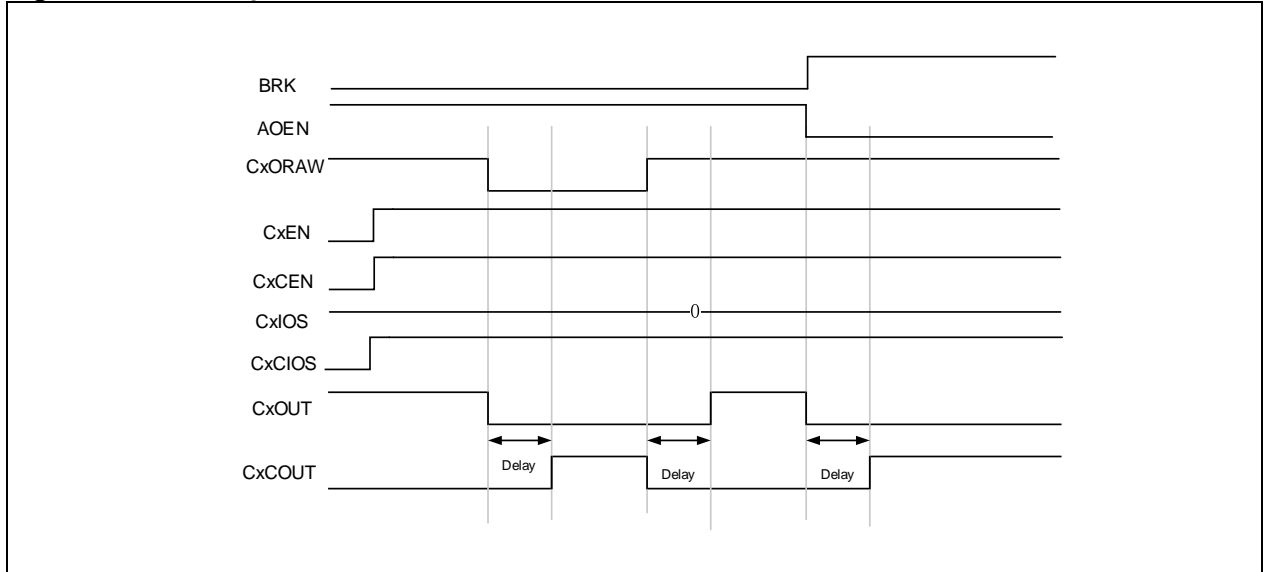 BRK
AOEN
CxORAW
CxEN
CxCEN
CxIOS
0
CxCIOS
CxOUT
CxCOUT
Delay
Delay
Delay